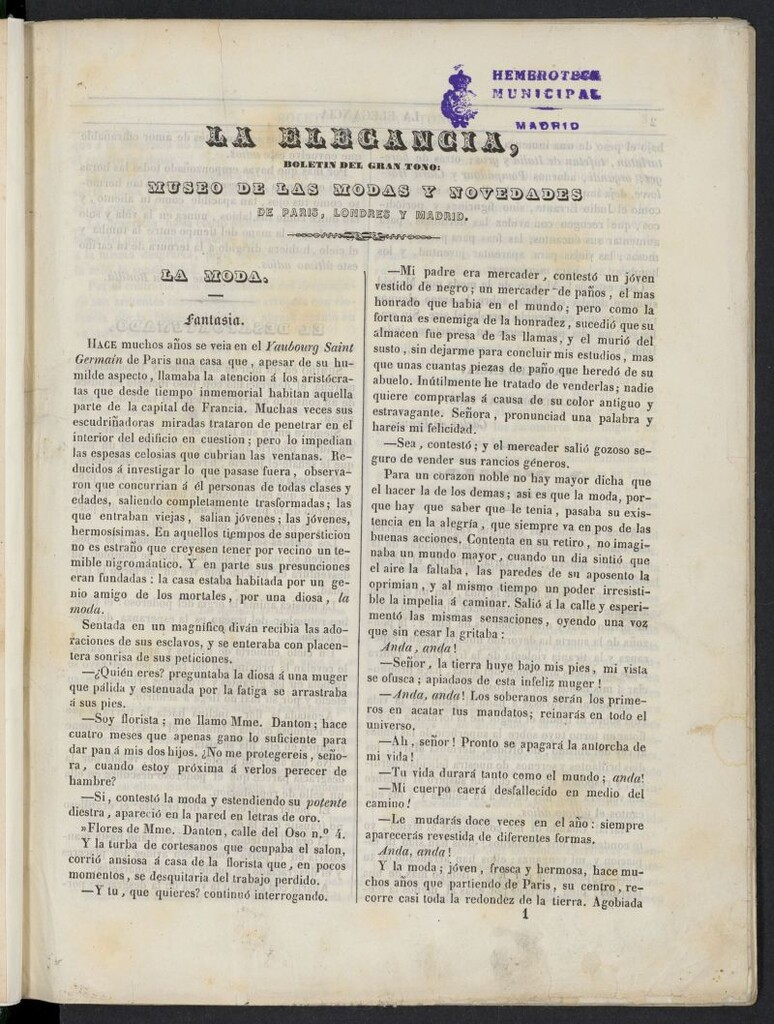 HEMEROTECA
MUNICIPAL
MADRID
LA ELEGANCIA,
BOLETIN DEL GRAN TONO:
MUSEO DE LAS MODAS Y NOVEDADES
DE PARIS, LONDRES Y MADRID.
LA MODA.
Fantasia.
HACE muchos años se veia en el Faubourg Saint
Germain de Paris una casa que, apesar de su hu-
milde aspecto, llamaba la atencion á los aristócra-
tas que desde tiempo inmemorial habitan aquella
parte de la capital de Francia. Muchas veces sus
escudriñadoras miradas trataron de penetrar en el
interior del edificio en cuestion; pero lo impedian
las espesas celosias que cubrian las ventanas. Re-
ducidos á investigar lo que pasase fuera, observa-
ron que concurrian á él personas de todas clases y
edades, saliendo completamente trasformadas; las
que entraban viejas, salian jóvenes; las jóvenes,
hermosísimas. En aquellos tiempos de supersticion
no es estraño que creyesen tener por vecino un te-
mible nigromántico. Y en parte sus presunciones
eran fundadas: la casa estaba habitada por un ge-
nio amigo de los mortales, por una diosa, la
moda.
Sentada en un magnífico diván recibia las ado-
raciones de sus esclavos, y se enteraba con placen-
tera sonrisa de sus peticiones.
—¿Quién eres? preguntaba la diosa á una muger
que pálida y estenuada por la fatiga se arrastraba
á sus pies.
—Soy florista; me llamo Mme. Danton; hace
cuatro meses que apenas gano lo suficiente para
dar pan á mis dos hijos. ¿No me protegereis, seño-
ra, cuando estoy próxima á verlos perecer de
hambre?
—Si, contestó la moda y estendiendo su potente
diestra, apareció en la pared en letras de oro.
»Flores de Mme. Danton, calle del Oso n.º 4.
Y la turba de cortesanos que ocupaba el salon,
corrió ansiosa á casa de la florista que, en pocos
momentos, se desquitaria del trabajo perdido.
—Y tu, que quieres? continuó interrogando.
—Mi padre era mercader, contestó un jóven
vestido de negro; un mercader de paños, el mas
honrado que habia en el mundo; pero como la
fortuna es enemiga de la honradez, sucedió que su
almacen fue presa de las llamas, y el murió del
susto, sin dejarme para concluir mis estudios, mas
que unas cuantas piezas de paño que heredó de su
abuelo. Inútilmente he tratado de venderlas; nadie
quiere comprarlas á causa de su color antiguo y
estravagante. Señora, pronunciad una palabra y
hareis mi felicidad.
—Sea, contestó; y el mercader salió gozoso se-
guro de vender sus rancios géneros.
Para un corazon noble no hay mayor dicha que
el hacer la de los demas; asi es que la moda, por-
que hay que saber que le tenia, pasaba su exis-
tencia en la alegría, que siempre va en pos de las
buenas acciones. Contenta en su retiro, no imagi-
naba un mundo mayor, cuando un dia sintió que
el aire la faltaba, las paredes de su aposento la
oprimian, y al mismo tiempo un poder irresisti-
ble la impelia á caminar. Salió á la calle y esperi-
mentó las mismas sensaciones, oyendo una voz
que sin cesar la gritaba:
Anda, anda!
—Señor, la tierra huye bajo mis pies, mi vista
se ofusca; apiadaos de esta infeliz muger!
—Anda, anda! Los soberanos serán los prime-
ros en acatar tus mandatos; reinarás en todo el
universo.
—Ah, señor! Pronto se apagará la antorcha de
mi vida!
—Tu vida durará tanto como el mundo; anda!
—Mi cuerpo caerá desfallecido en medio del
camino!
—Le mudarás doce veces en el año: siempre
aparecerás revestida de diferentes formas.
Anda, anda!
Y la moda; jóven, fresca y hermosa, hace mu-
chos años que partiendo de Paris, su centro, re-
corre casi toda la redondez de la tierra. Agobiada
1